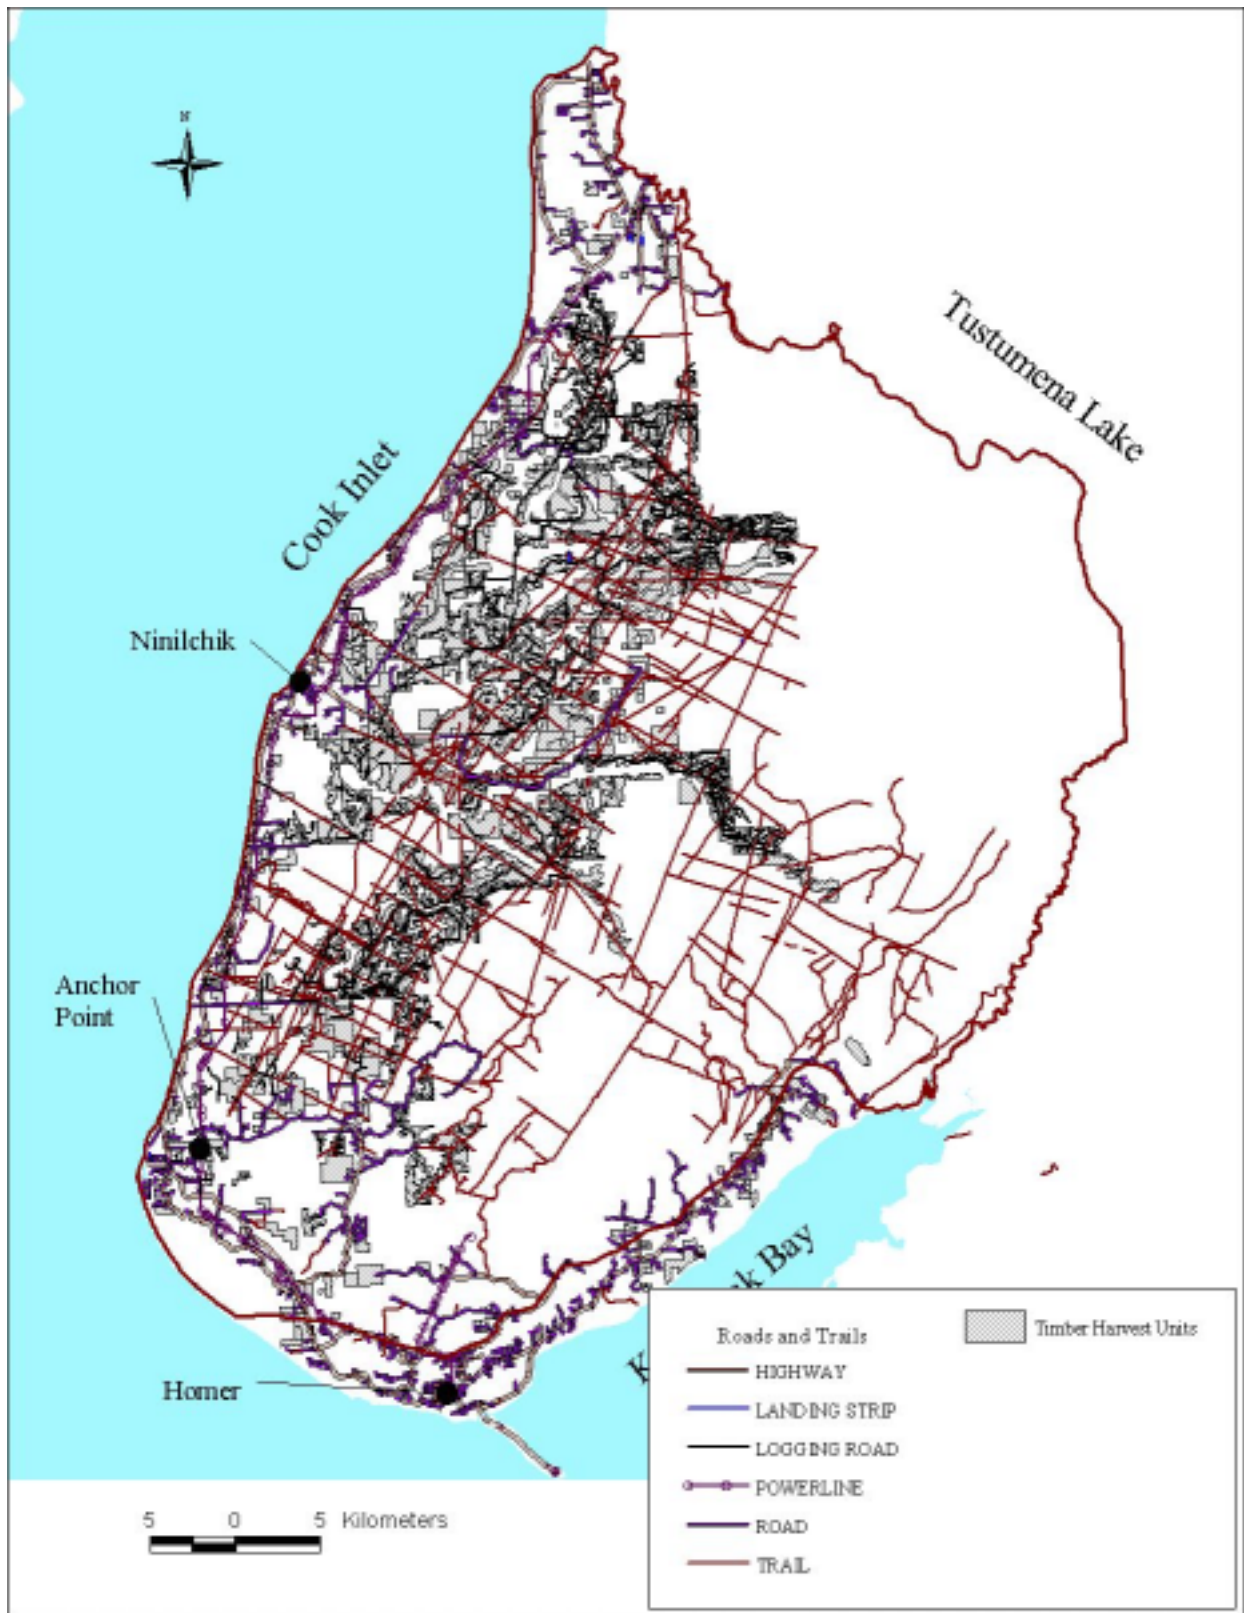 N
Tustumena Lake
Cook Inlet
Ninilchik
Anchor
Point
Homer
Bay
Roads and Trails
HIGHWAY
LANDING STRIP
LOGGING ROAD
POWERLINE
ROAD
TRAIL
Timber Harvest Units
5 0 5 Kilometers